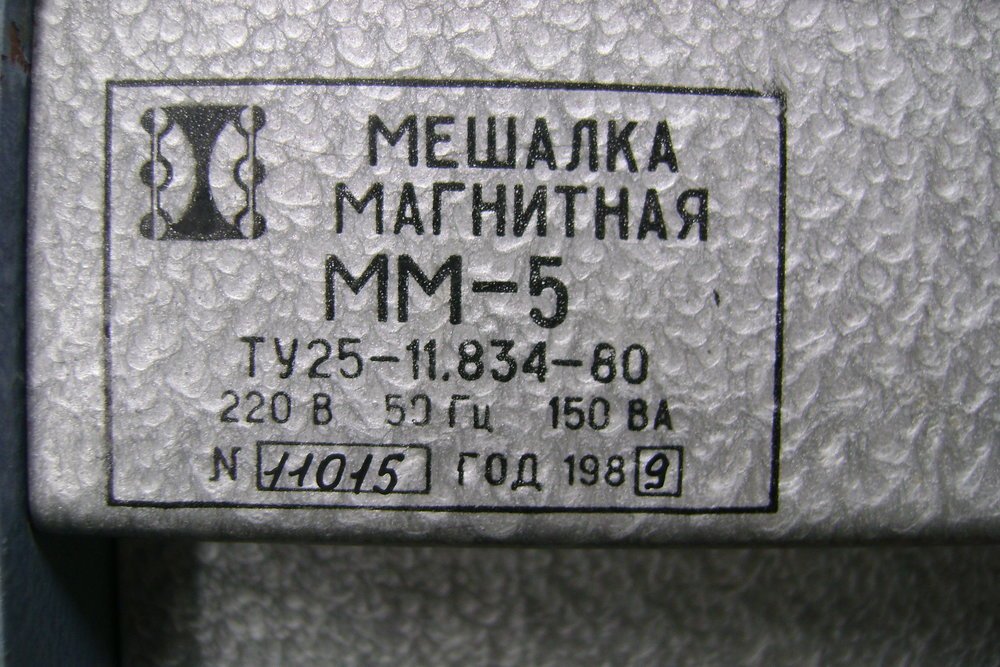 МЕШАЛКА
МАГНИТНАЯ
ММ-5
ТУ25-11.834-80
220 В 50 Гц 150 ВА
N 11015 ГОД 1989